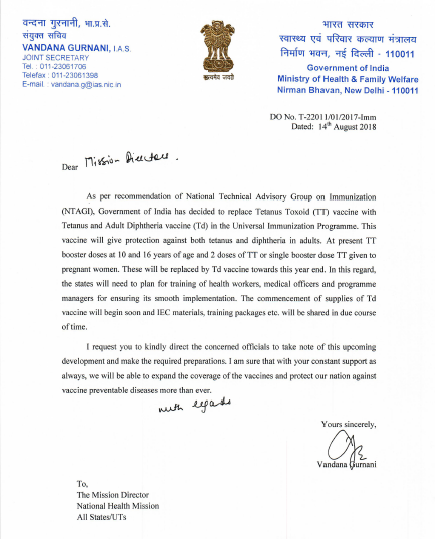 वन्दना गुरनानी, भा.प्र.से.
संयुक्त सचिव
VANDANA GURNANI, I.A.S.
JOINT SECRETARY
Tel. : 011-23061706
Telefax : 011-23061398
E-mail : vandana.g@ias.nic.in
सत्यमेव जयते
भारत सरकार
स्वास्थ्य एवं परिवार कल्याण मंत्रालय
निर्माण भवन, नई दिल्ली - 110011
Government of India
Ministry of Health & Family Welfare
Nirman Bhavan, New Delhi - 110011
DO No. T-22011/01/2017-Imm
Dated: 14th August 2018
Dear Mission Director.
As per recommendation of National Technical Advisory Group on Immunization
(NTAGI), Government of India has decided to replace Tetanus Toxoid (TT) vaccine with
Tetanus and Adult Diphtheria vaccine (Td) in the Universal Immunization Programme. This
vaccine will give protection against both tetanus and diphtheria in adults. At present TT
booster doses at 10 and 16 years of age and 2 doses of TT or single booster dose TT given to
pregnant women. These will be replaced by Td vaccine towards this year end. In this regard,
the states will need to plan for training of health workers, medical officers and programme
managers for ensuring its smooth implementation. The commencement of supplies of Td
vaccine will begin soon and IEC materials, training packages etc. will be shared in due course
of time.
I request you to kindly direct the concerned officials to take note of this upcoming
development and make the required preparations. I am sure that with your constant support as
always, we will be able to expand the coverage of the vaccines and protect our nation against
vaccine preventable diseases more than ever.
with regards
Yours sincerely,
Vandana Gurnani
To,
The Mission Director
National Health Mission
All States/UTs